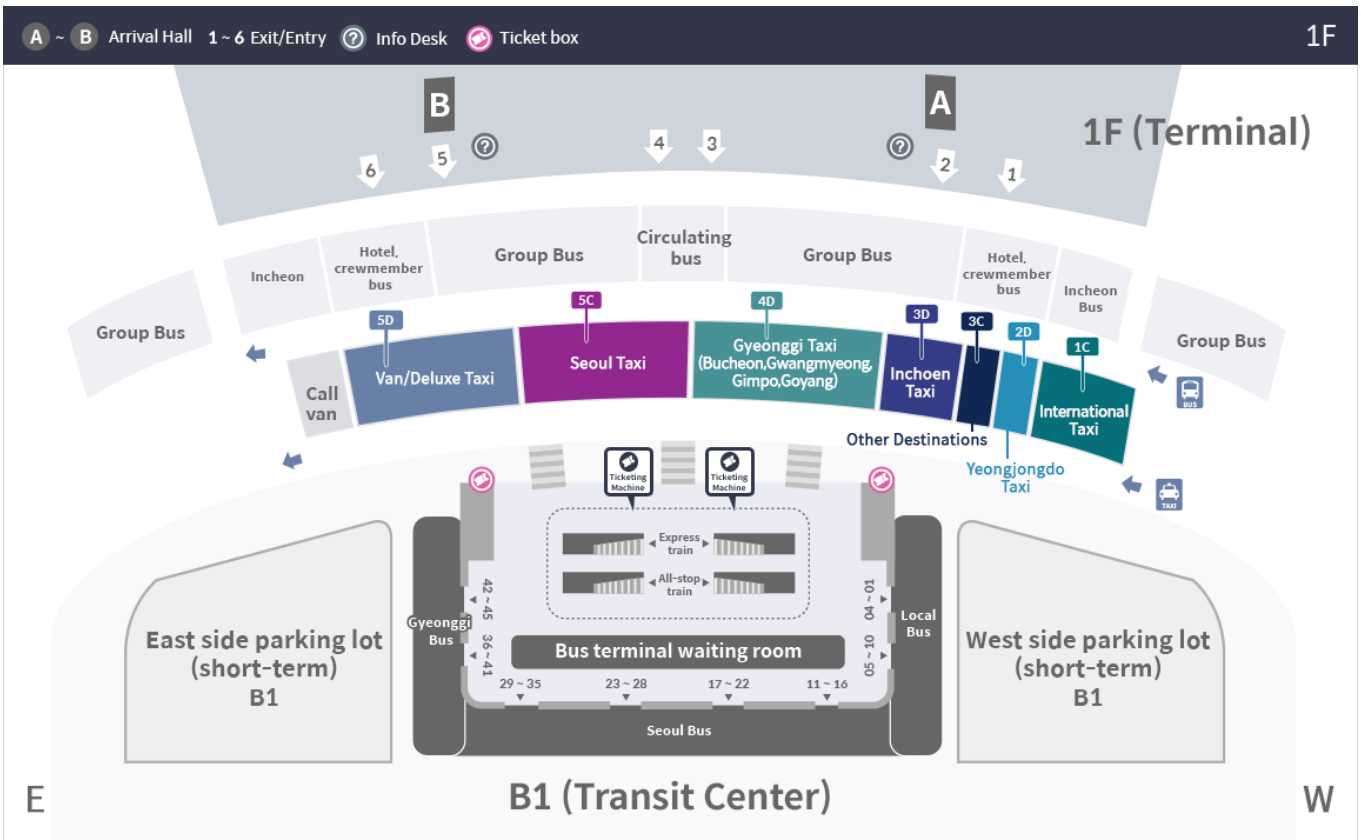 A ~ B Arrival Hall 1 ~ 6 Exit/Entry ? Info Desk Ticket box
1F
B
A
1F (Terminal)
6
5
?
4
3
?
2
1
Group Bus
Incheon
Hotel,
crewmember
bus
Group Bus
Circulating
bus
Group Bus
Hotel,
crewmember
bus
Incheon
Bus
Group Bus
5D
5C
4D
3D
3C
2D
1C
Call
van
Van/Deluxe Taxi
Seoul Taxi
Gyeonggi Taxi
(Bucheon,Gwangmyeong,
Gimpo,Goyang)
Inchoen
Taxi
Other Destinations
Yeongjongdo
Taxi
International
Taxi
BUS
TAXI
Ticketing
Machine
Ticketing
Machine
Express
train
All-stop
train
42 ~ 45
36 ~ 41
04 ~ 01
05 ~ 10
Gyeonggi
Bus
Local
Bus
Bus terminal waiting room
29 ~ 35
23 ~ 28
17 ~ 22
11 ~ 16
Seoul Bus
East side parking lot
(short-term)
B1
West side parking lot
(short-term)
B1
E
B1 (Transit Center)
W